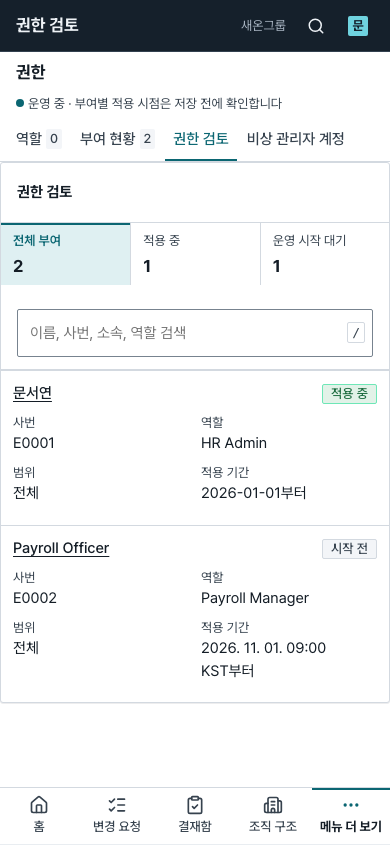 권한 검토
새온그룹
문
권한
운영 중 · 부여별 적용 시점은 저장 전에 확인합니다
역할 0 부여 현황 2 권한 검토 비상 관리자 계정
권한 검토
전체 부여 적용 중 운영 시작 대기
2 1 1
이름, 사번, 소속, 역할 검색 /
문서연 적용 중
사번 역할
E0001 HR Admin
범위 적용 기간
전체 2026-01-01부터
Payroll Officer 시작 전
사번 역할
E0002 Payroll Manager
범위 적용 기간
전체 2026. 11. 01. 09:00
KST부터
홈 변경 요청 결재함 조직 구조 메뉴 더 보기